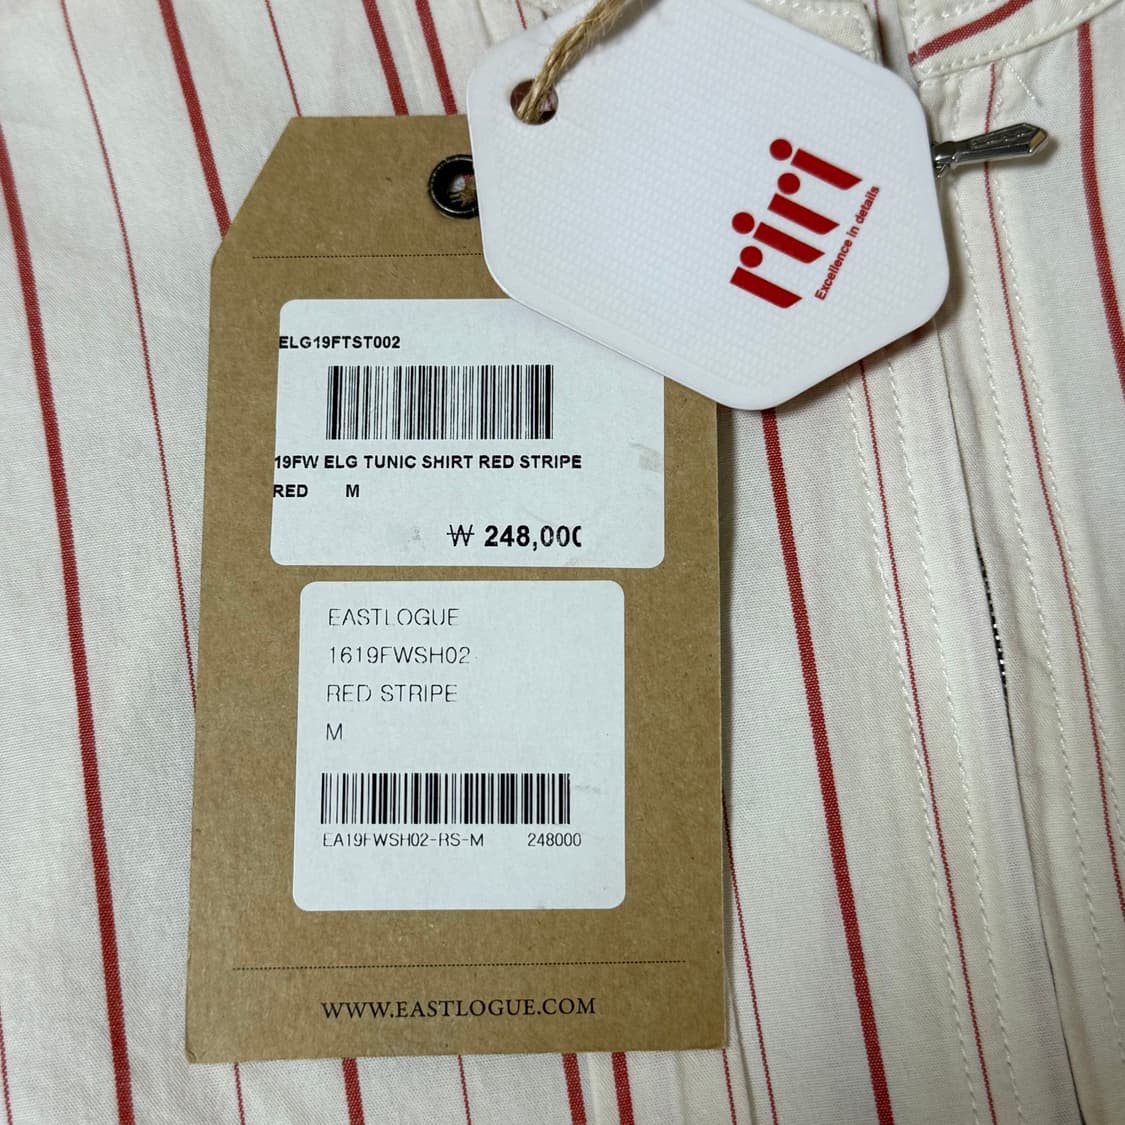 riri
Excellence in details
ELG19FTST002
19FW ELG TUNIC SHIRT RED STRIPE
RED M
₩ 248,000
EASTLOGUE
1619FWSH02
RED STRIPE
M
EA19FWSH02-RS-M 248000
WWW.EASTLOGUE.COM